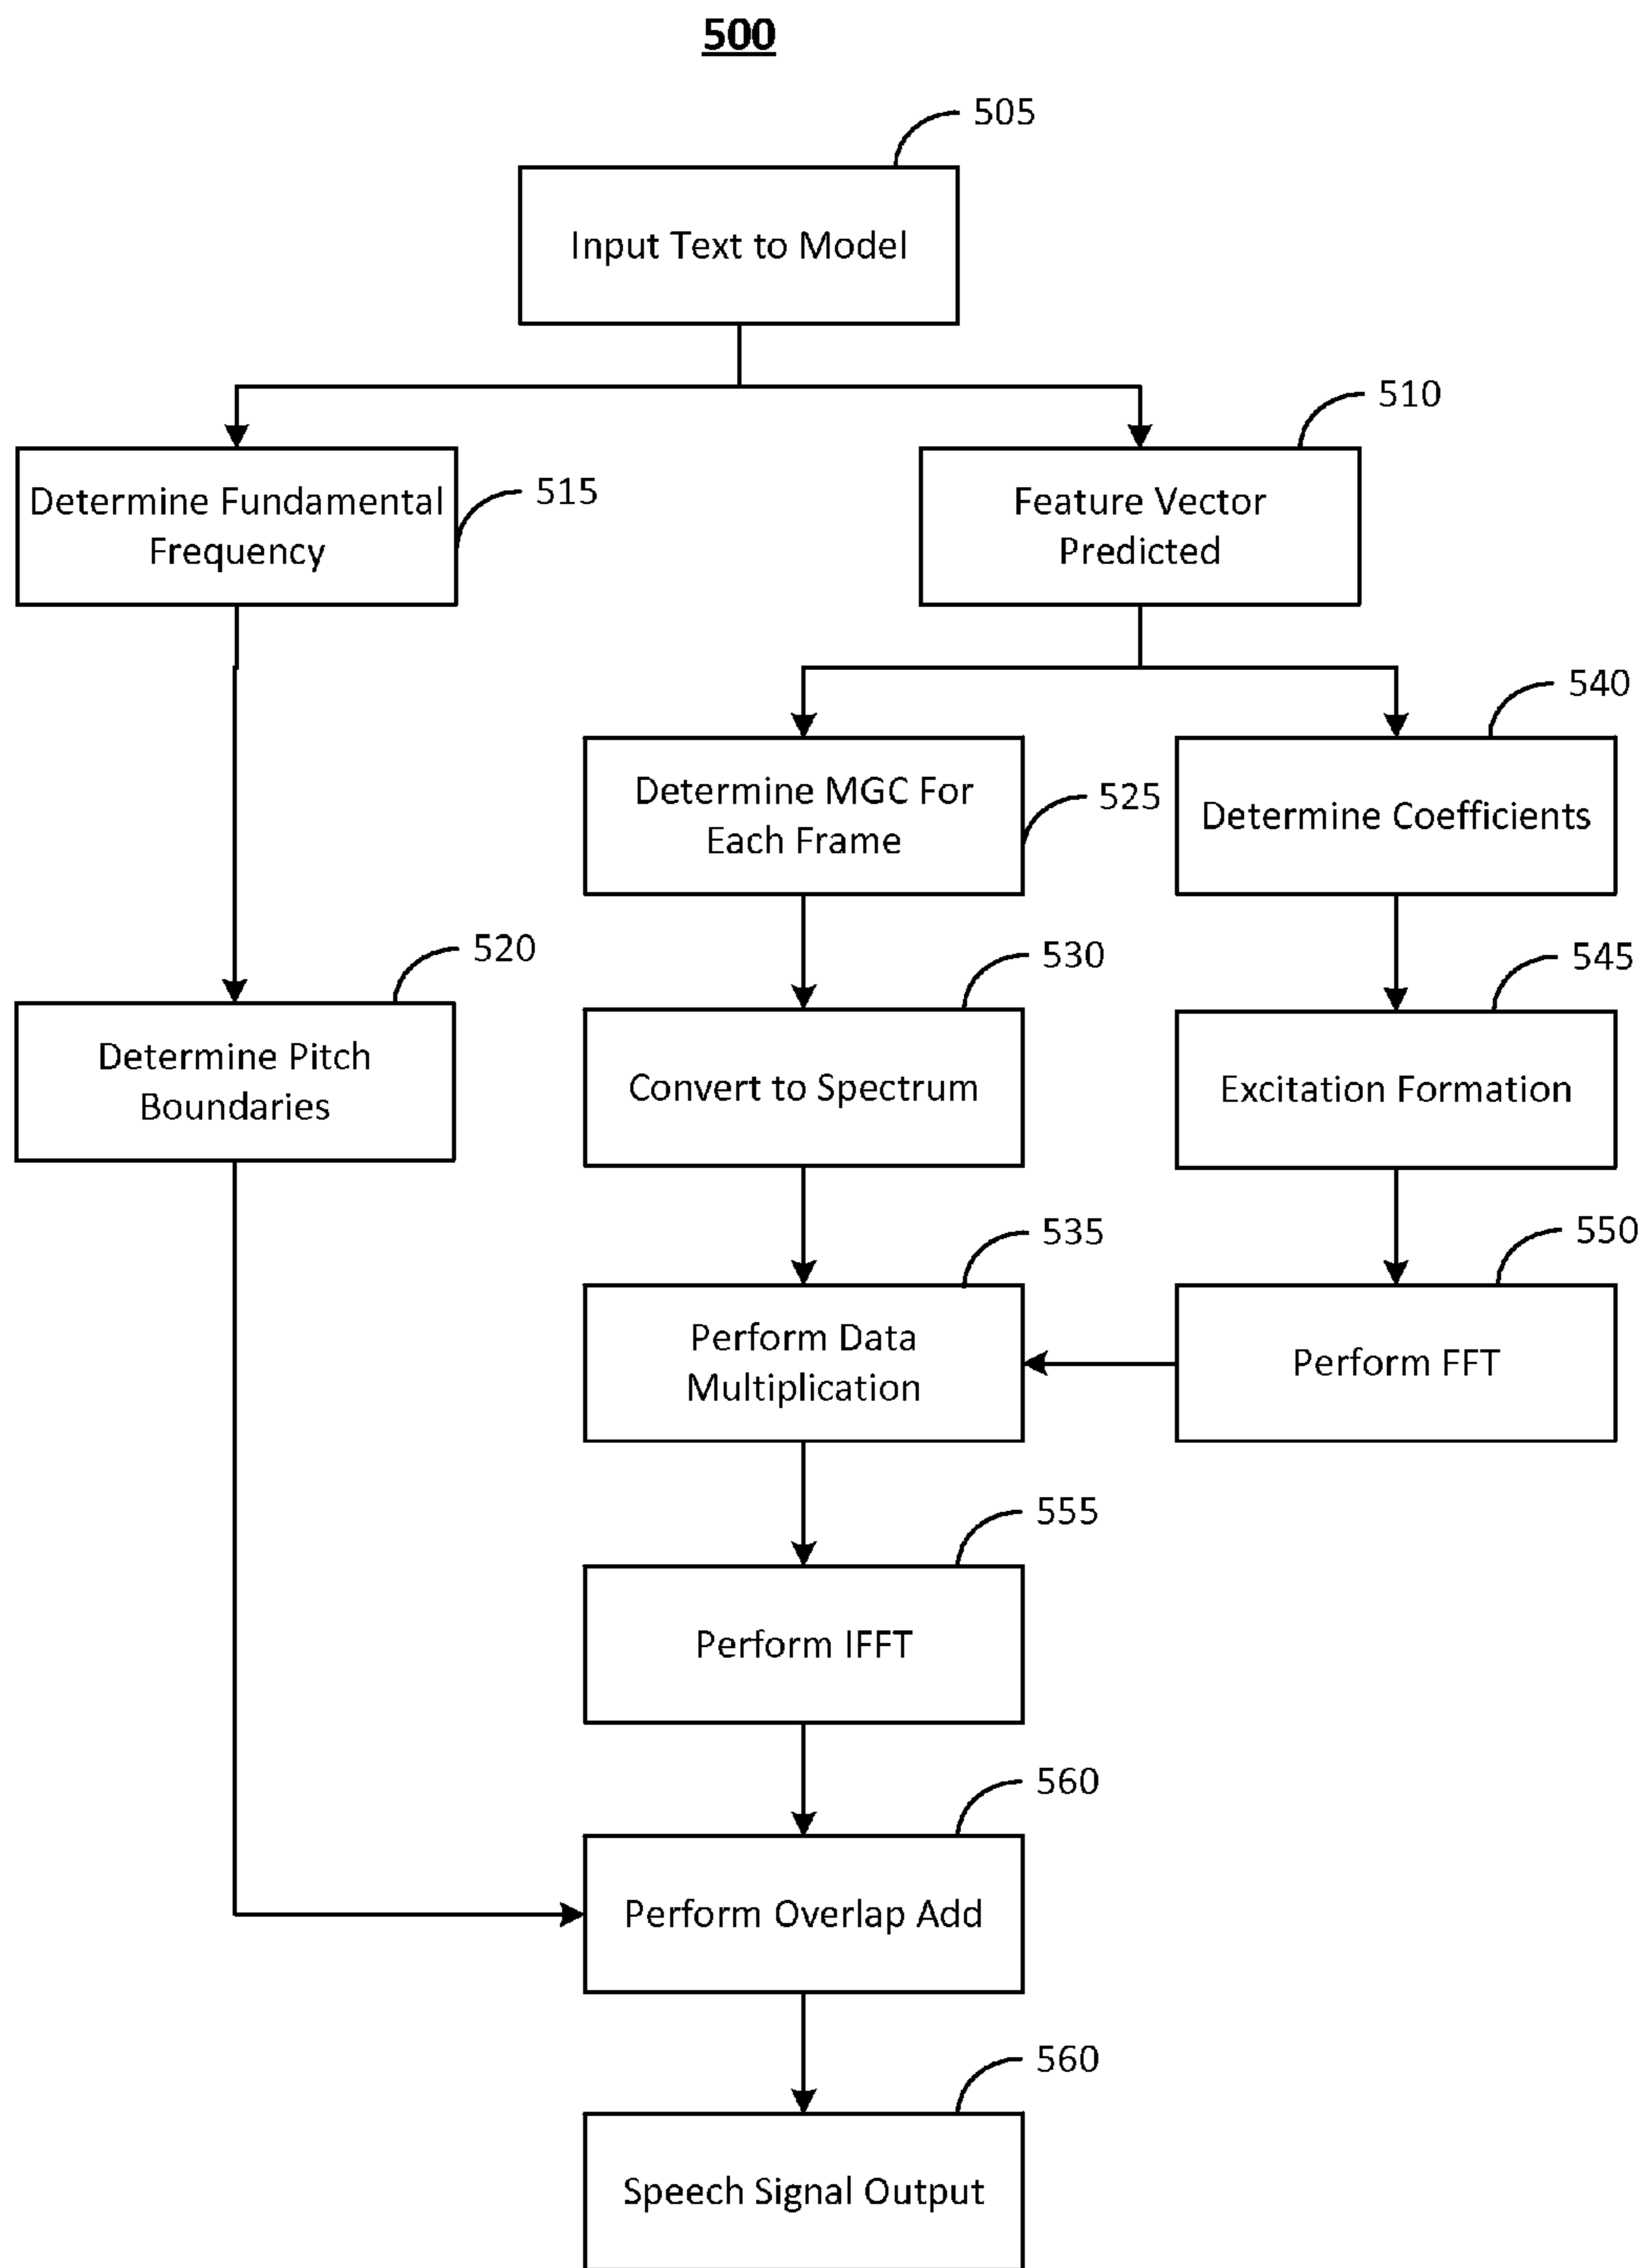 500
505
Input Text to Model
510
Determine Fundamental
Frequency
515
Feature Vector
Predicted
540
Determine MGC For
Each Frame
525
Determine Coefficients
520
530
545
Determine Pitch
Boundaries
Convert to Spectrum
Excitation Formation
535
550
Perform Data
Multiplication
Perform FFT
555
Perform IFFT
560
Perform Overlap Add
560
Speech Signal Output